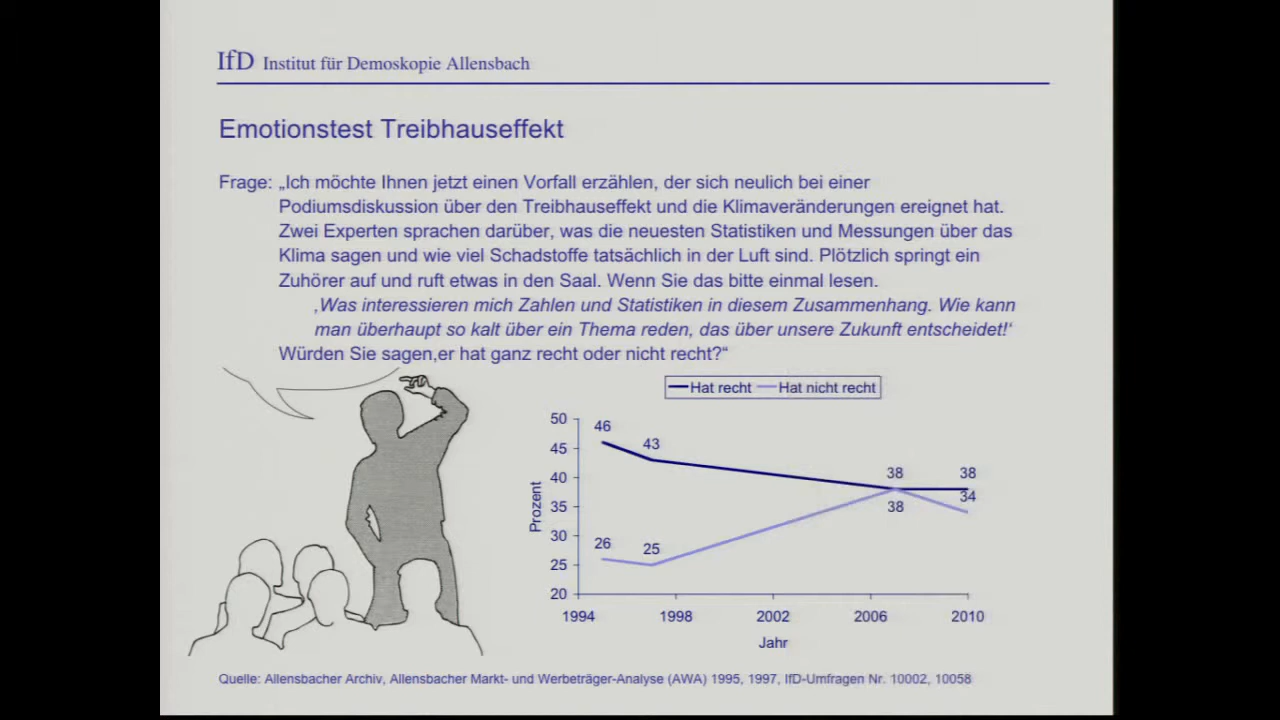 IfD Institut für Demoskopie Allensbach
Emotionstest Treibhauseffekt
Frage: „Ich möchte Ihnen jetzt einen Vorfall erzählen, der sich neulich bei einer
Podiumsdiskussion über den Treibhauseffekt und die Klimaveränderungen ereignet hat.
Zwei Experten sprachen darüber, was die neuesten Statistiken und Messungen über das
Klima sagen und wie viel Schadstoffe tatsächlich in der Luft sind. Plötzlich springt ein
Zuhörer auf und ruft etwas in den Saal. Wenn Sie das bitte einmal lesen.
‚Was interessieren mich Zahlen und Statistiken in diesem Zusammenhang. Wie kann
man überhaupt so kalt über ein Thema reden, das über unsere Zukunft entscheidet!‘
Würden Sie sagen,er hat ganz recht oder nicht recht?“
Hat recht Hat nicht recht
50
45
40
35
30
25
20
Prozent
46
43
38
38
26
25
38
34
1994 1998 2002 2006 2010
Jahr
Quelle: Allensbacher Archiv, Allensbacher Markt- und Werbeträger-Analyse (AWA) 1995, 1997, IfD-Umfragen Nr. 10002, 10058